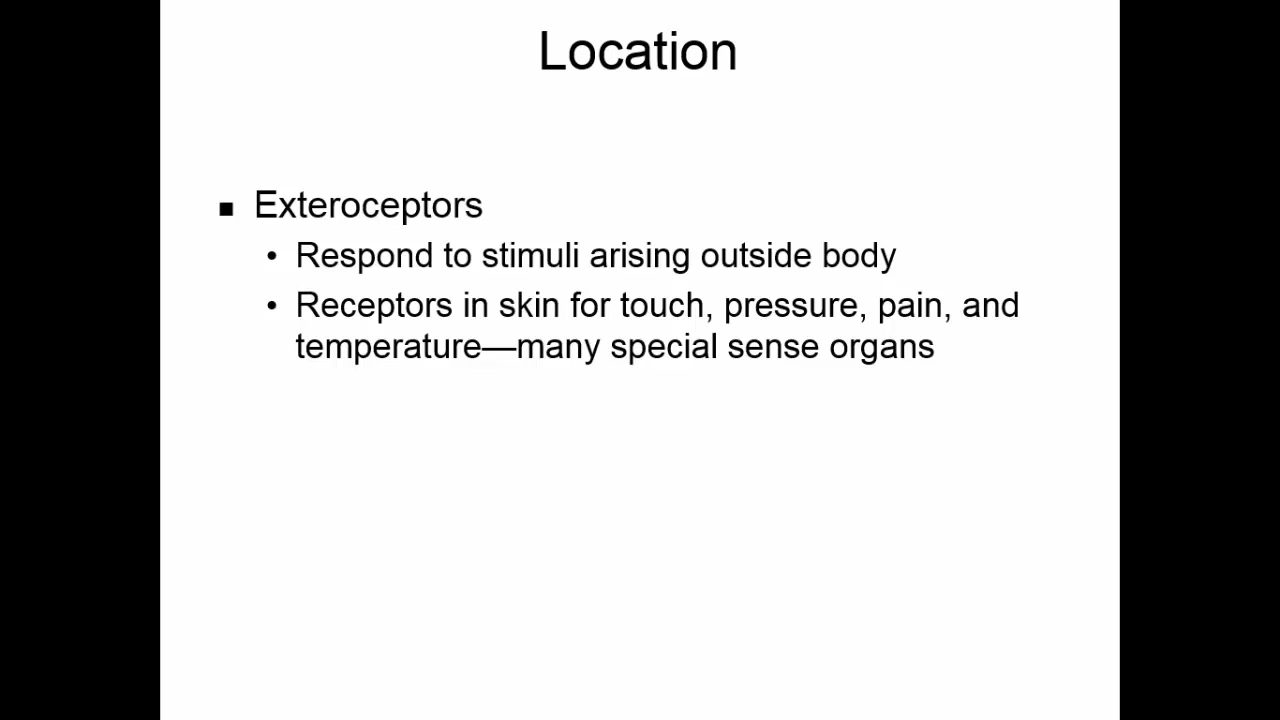 Location
▪ Exteroceptors
• Respond to stimuli arising outside body
• Receptors in skin for touch, pressure, pain, and
temperature—many special sense organs